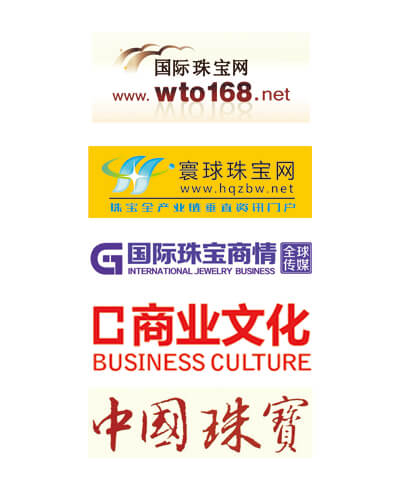 国际珠宝网
www.wto168.net
寰球珠宝网
www.hqzbw.net
珠宝全产业链垂直资讯门户
国际珠宝商情
INTERNATIONAL JEWELRY BUSINESS
全球
传媒
商业文化
BUSINESS CULTURE
中國珠寶